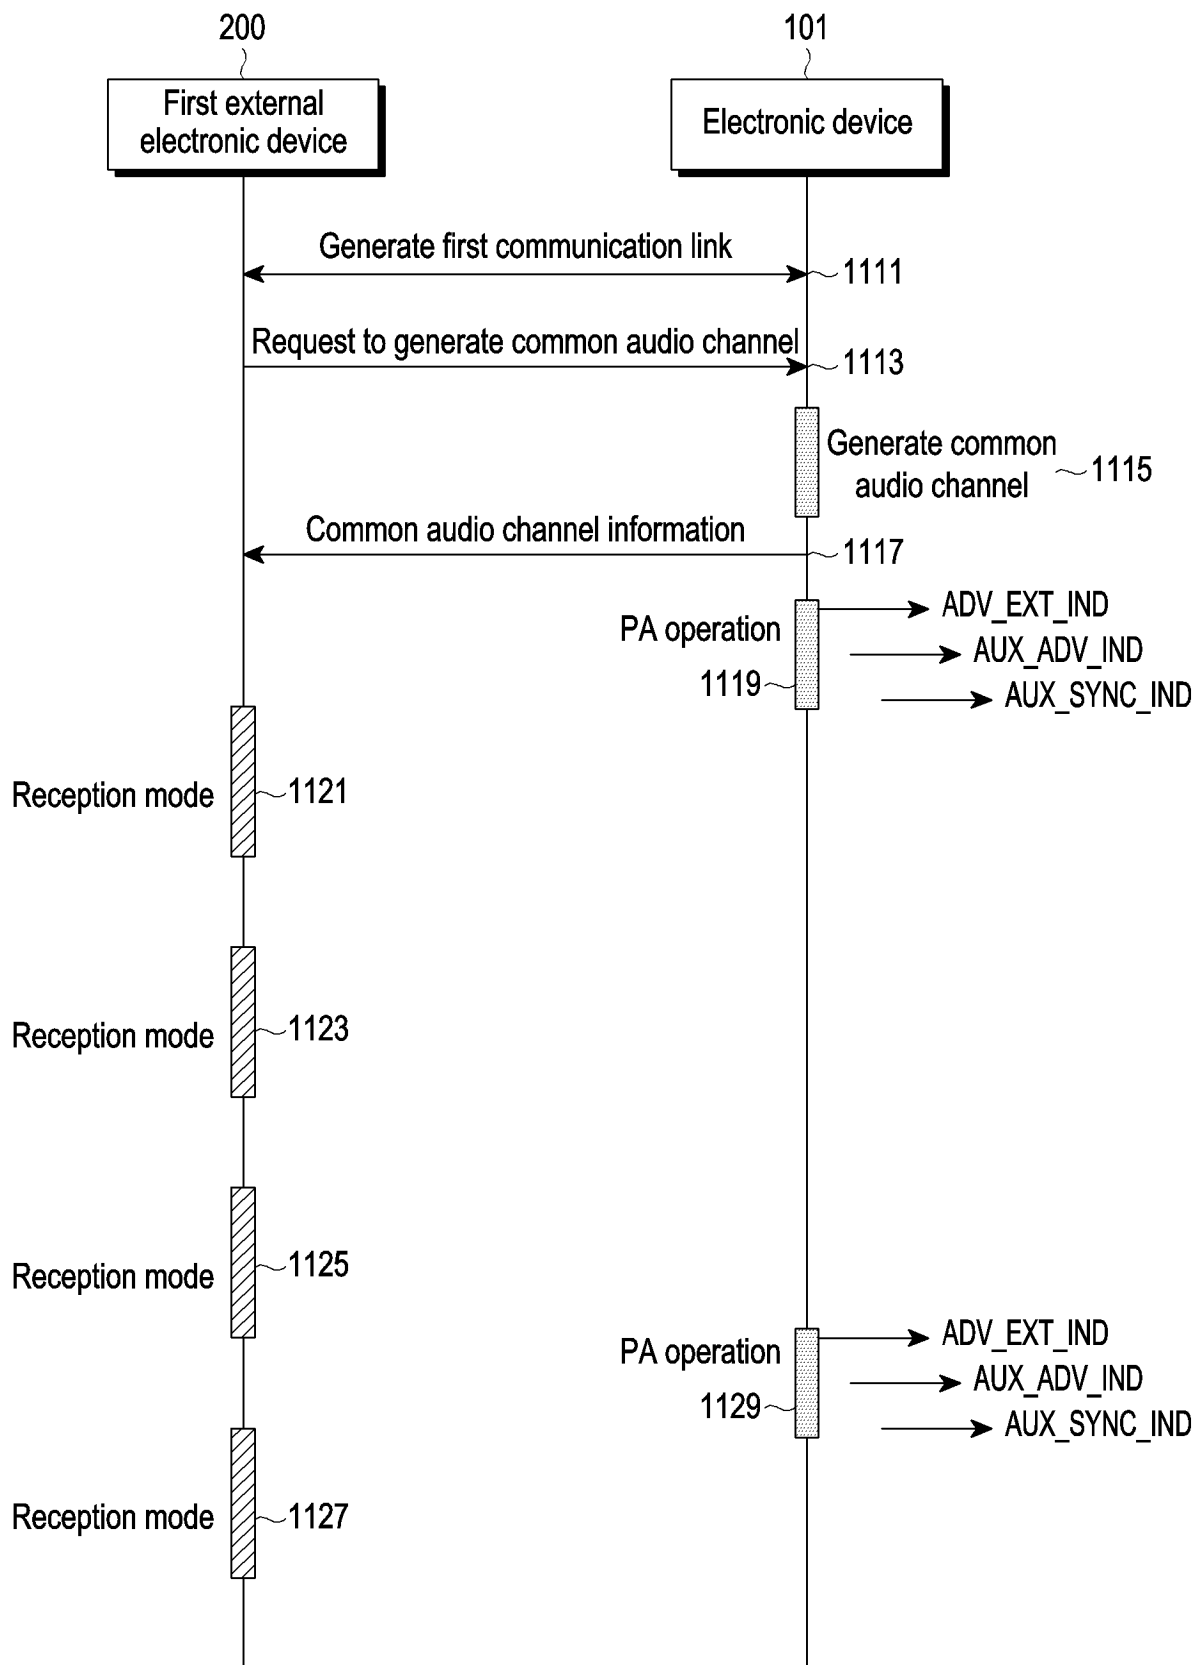 200
101
First external
electronic device
Electronic device
Generate first communication link
1111
Request to generate common audio channel
1113
Generate common
audio channel
1115
Common audio channel information
1117
PA operation
1119
ADV_EXT_IND
AUX_ADV_IND
AUX_SYNC_IND
Reception mode
1121
Reception mode
1123
Reception mode
1125
PA operation
1129
ADV_EXT_IND
AUX_ADV_IND
AUX_SYNC_IND
Reception mode
1127